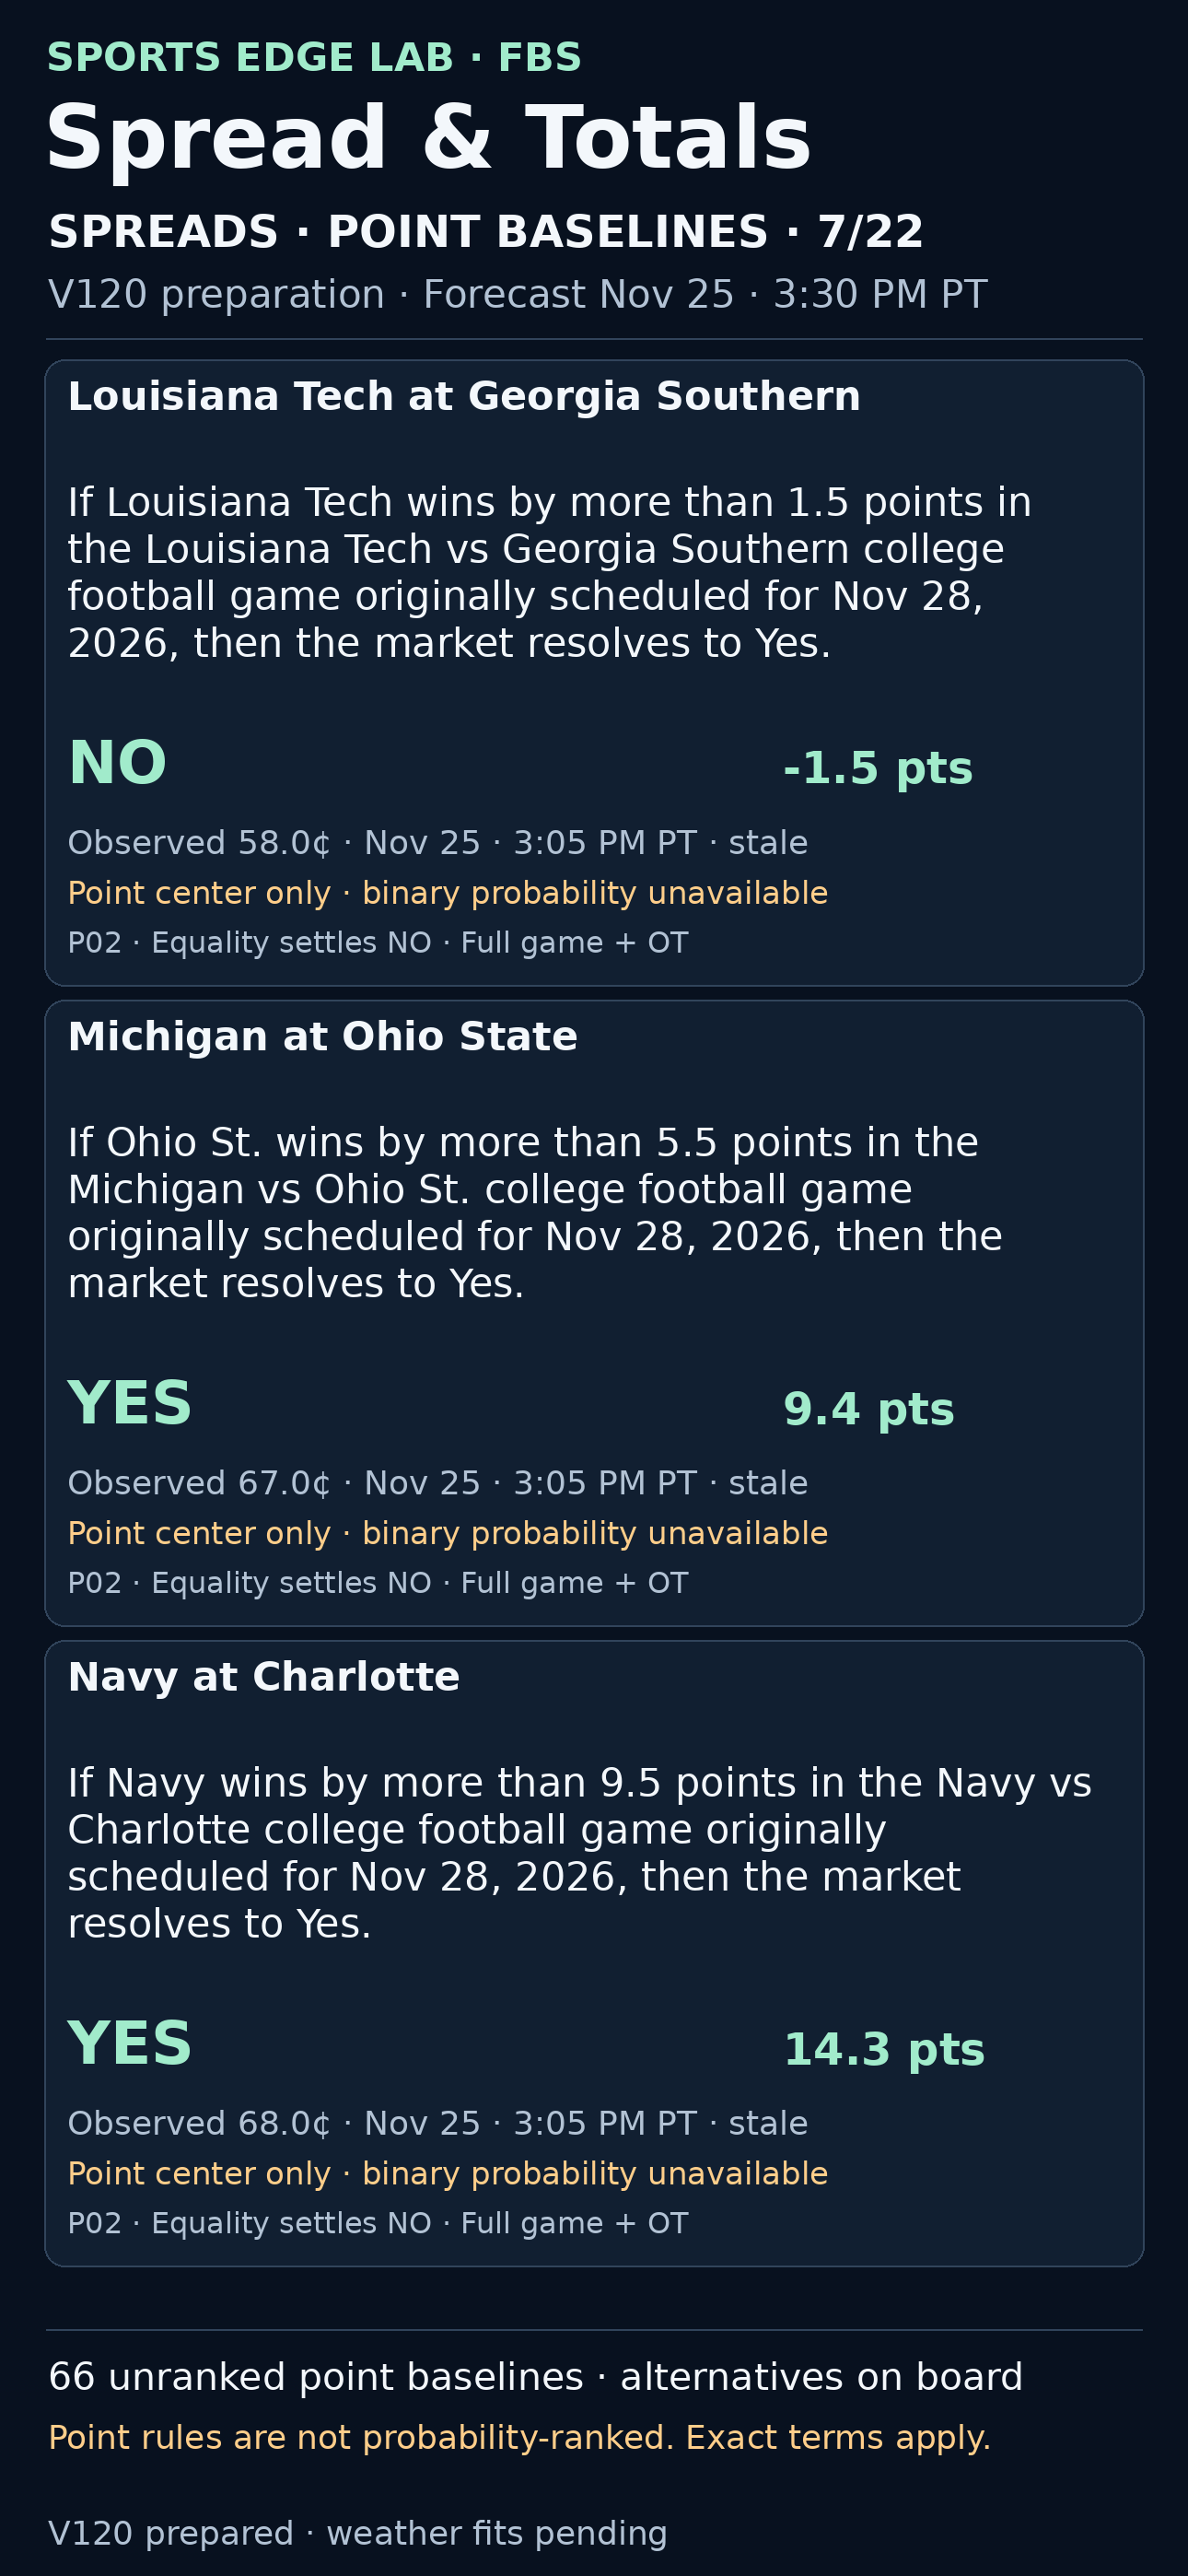 SPORTS EDGE LAB · FBS
Spread & Totals
SPREADS · POINT BASELINES · 7/22
V120 preparation · Forecast Nov 25 · 3:30 PM PT
Louisiana Tech at Georgia Southern
If Louisiana Tech wins by more than 1.5 points in
the Louisiana Tech vs Georgia Southern college
football game originally scheduled for Nov 28,
2026, then the market resolves to Yes.
NO -1.5 pts
Observed 58.0¢ · Nov 25 · 3:05 PM PT · stale
Point center only · binary probability unavailable
P02 · Equality settles NO · Full game + OT
Michigan at Ohio State
If Ohio St. wins by more than 5.5 points in the
Michigan vs Ohio St. college football game
originally scheduled for Nov 28, 2026, then the
market resolves to Yes.
YES 9.4 pts
Observed 67.0¢ · Nov 25 · 3:05 PM PT · stale
Point center only · binary probability unavailable
P02 · Equality settles NO · Full game + OT
Navy at Charlotte
If Navy wins by more than 9.5 points in the Navy vs
Charlotte college football game originally
scheduled for Nov 28, 2026, then the market
resolves to Yes.
YES 14.3 pts
Observed 68.0¢ · Nov 25 · 3:05 PM PT · stale
Point center only · binary probability unavailable
P02 · Equality settles NO · Full game + OT
66 unranked point baselines · alternatives on board
Point rules are not probability-ranked. Exact terms apply.
V120 prepared · weather fits pending